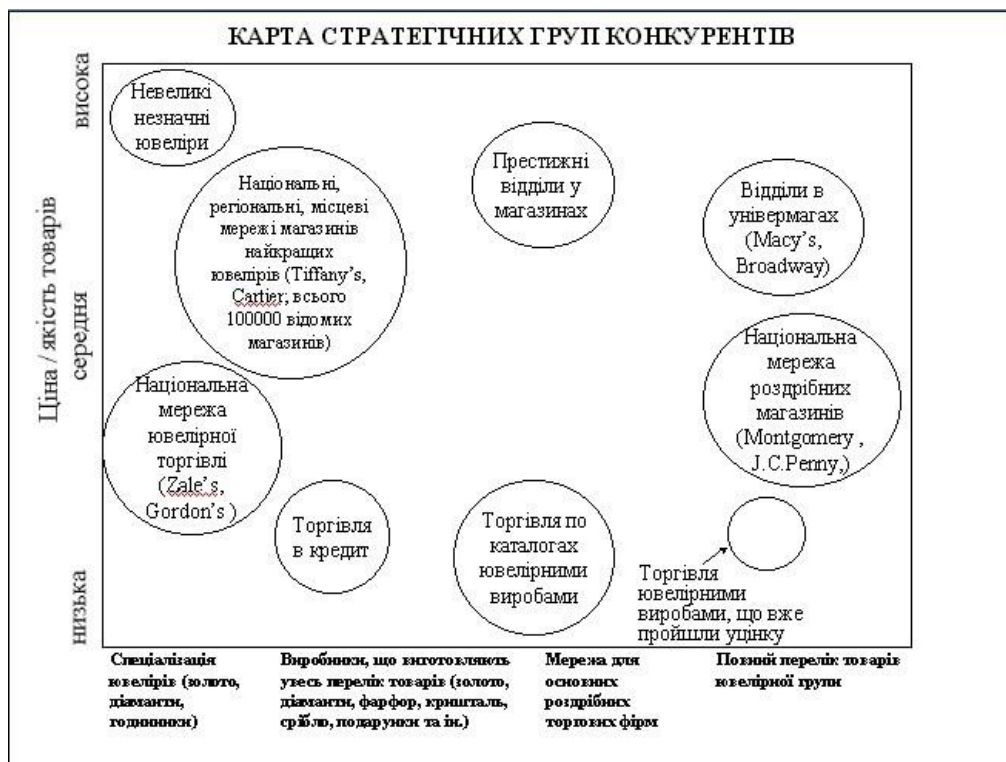 КАРТА СТРАТЕГІЧНИХ ГРУП КОНКУРЕНТІВ
Ціна / якість товарів
висока
середня
низька
Невеликі
незначні
ювеліри
Національні,
регіональні, місцеві
мережі магазинів
найкращих
ювелірів (Tiffany's,
Cartier; всього
100000 відомих
магазинів)
Престижні
відділи у
магазинах
Відділи в
універмагах
(Macy's,
Broadway)
Національна
мережа
ювелірної
торгівлі
(Zale's,
Gordon's )
Національна
мережа
роздрібних
магазинів
(Montgomery ,
J.C.Penny,)
Торгівля
в кредит
Торгівля по
каталогах
ювелірними
виробами
Торгівля
ювелірними
виробами, що вже
пройшли уцінку
Спеціалізація
ювелірів (золото,
діаманти,
годинники)
Виробники, що виготовляють
увесь перелік товарів (золото,
діаманти, фарфор, кришталь,
срібло, подарунки та ін.)
Мережа для
основних
роздрібних
торгових фірм
Повний перелік товарів
ювелірної групи